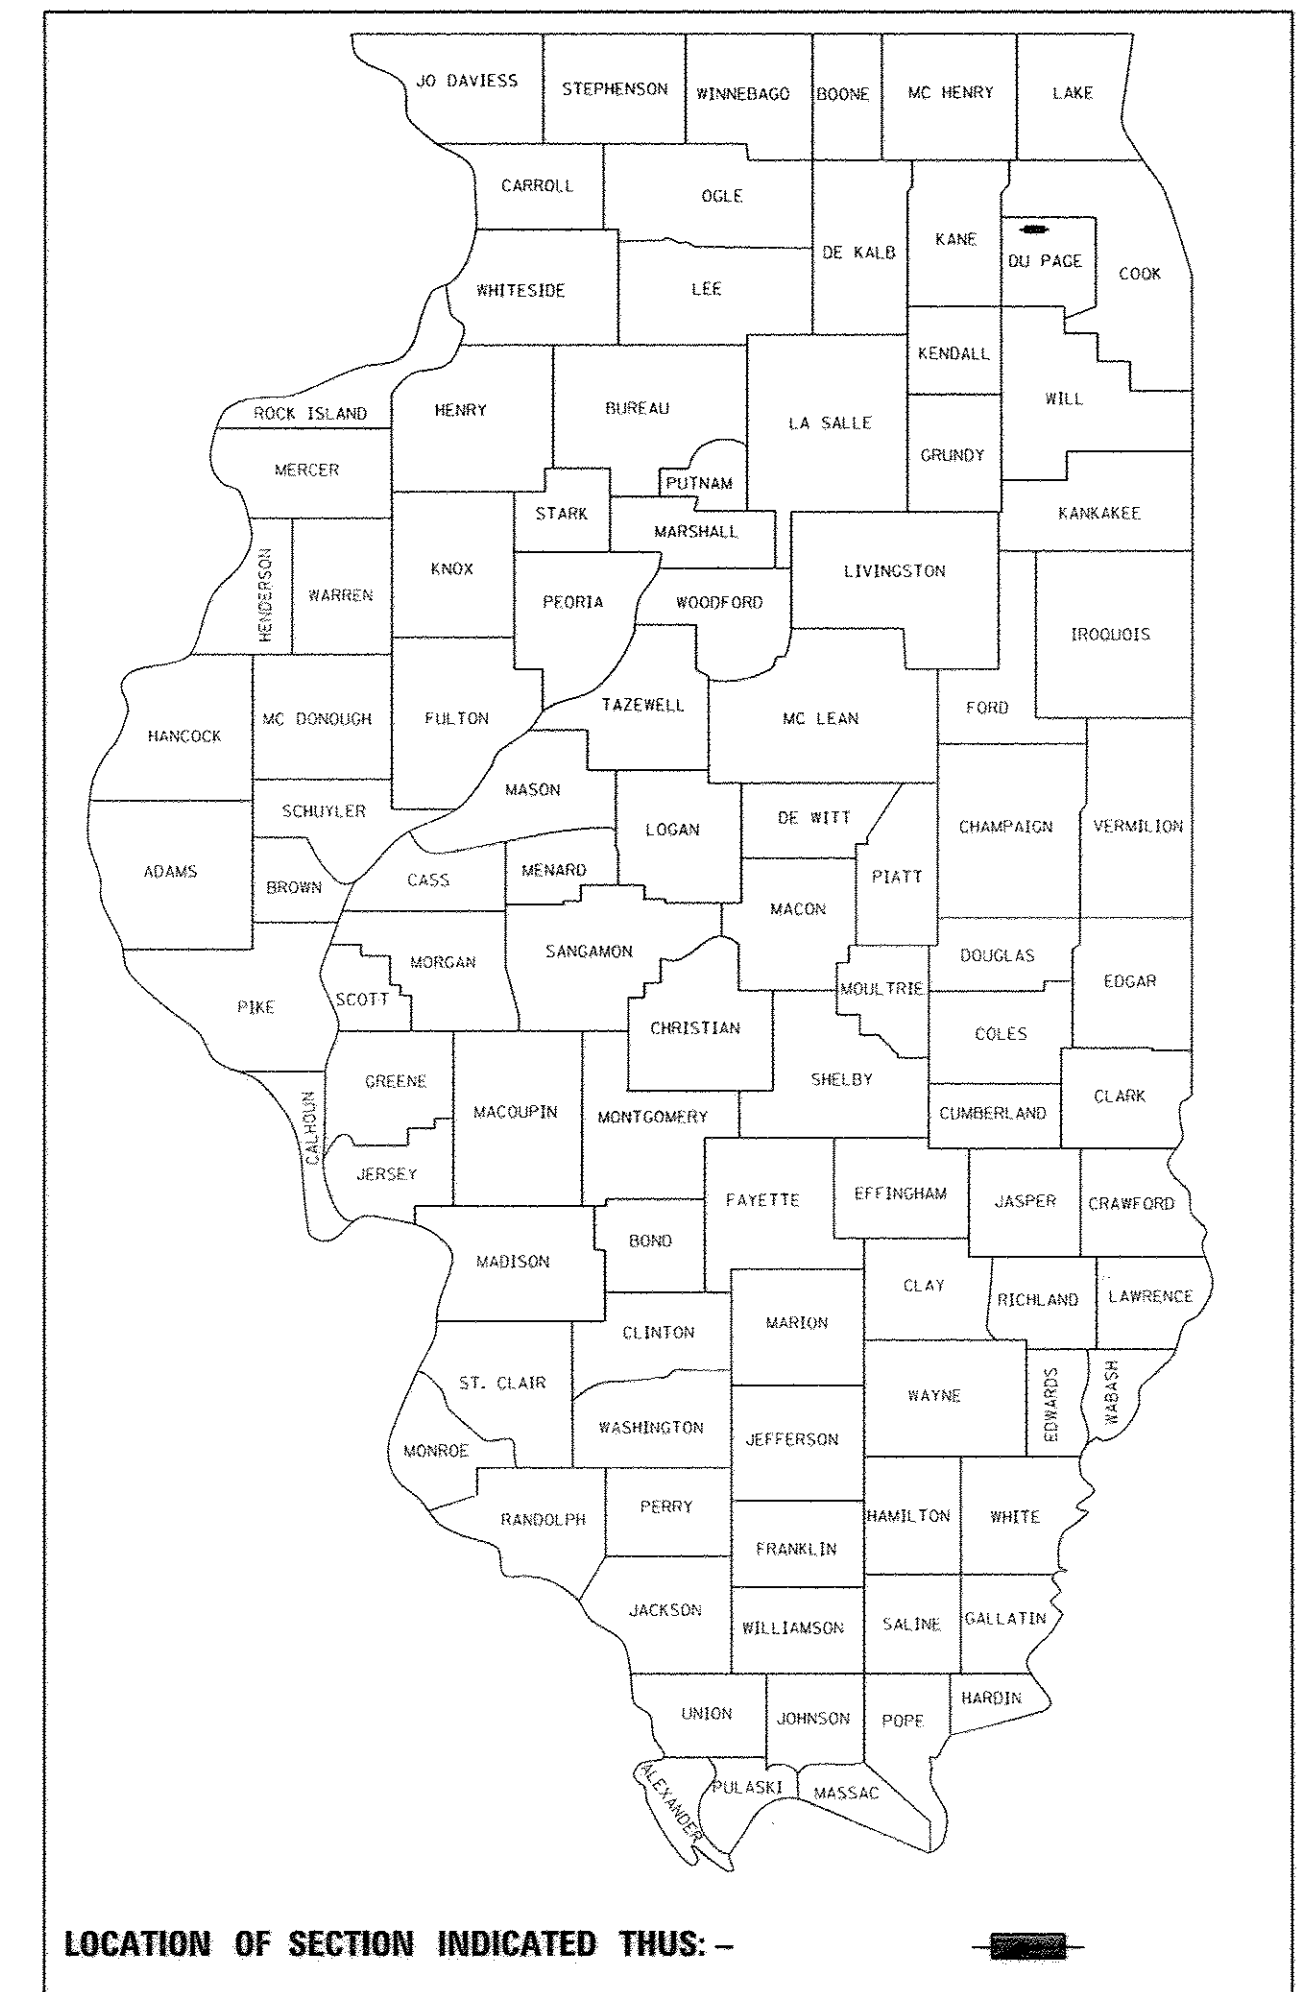 JO DAVIESS
STEPHENSON
WINNEBAGO
BOONE
MC HENRY
LAKE
CARROLL
OGLE
DE KALB
KANE
DU PAGE
COOK
WHITESIDE
LEE
KENDALL
WILL
ROCK ISLAND
HENRY
BUREAU
LA SALLE
GRUNDY
MERCER
PUTNAM
STARK
MARSHALL
KANKAKEE
HENDERSON
WARREN
KNOX
PEORIA
WOODFORD
LIVINGSTON
IROQUOIS
HANCOCK
MC DONOUGH
FULTON
TAZEWELL
MC LEAN
FORD
SCHUYLER
MASON
LOGAN
DE WITT
CHAMPAIGN
VERMILION
ADAMS
BROWN
CASS
MENARD
MACON
PIATT
PIKE
SCOTT
MORGAN
SANGAMON
CHRISTIAN
MOULTRIE
DOUGLAS
EDGAR
COLES
CALHOUN
GREENE
MACOUPIN
MONTGOMERY
SHELBY
CUMBERLAND
CLARK
JERSEY
FAYETTE
EFFINGHAM
JASPER
CRAWFORD
MADISON
BOND
CLAY
RICHLAND
LAWRENCE
CLINTON
MARION
ST. CLAIR
WASHINGTON
JEFFERSON
WAYNE
EDWARDS
WABASH
MONROE
RANDOLPH
PERRY
FRANKLIN
HAMILTON
WHITE
JACKSON
WILLIAMSON
SALINE
GALLATIN
UNION
JOHNSON
POPE
HARDIN
ALEXANDER
PULASKI
MASSAC
LOCATION OF SECTION INDICATED THUS: –